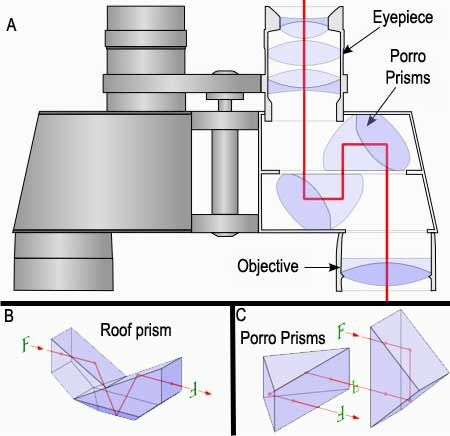 A
Eyepiece
Porro
Prisms
Objective
B
Roof prism
F
F
C
Porro Prisms
F
F
F